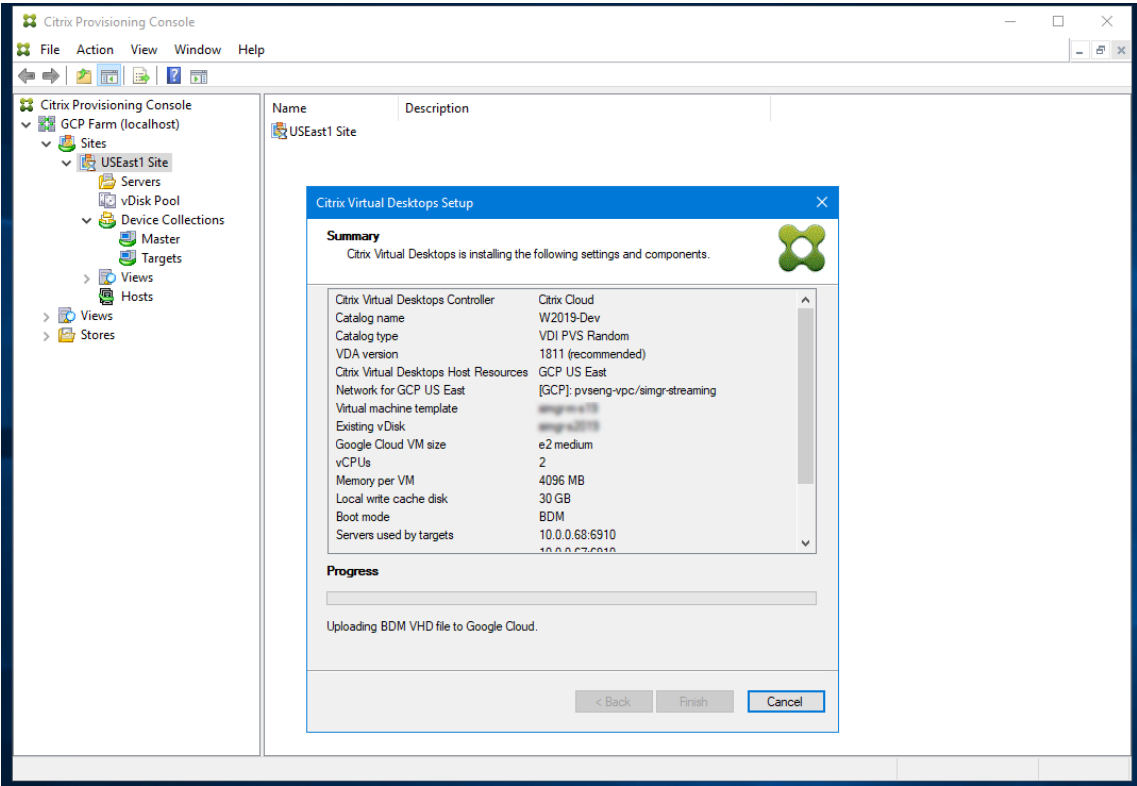 Citrix Provisioning Console
File Action View Window Help
Citrix Provisioning Console
GCP Farm (localhost)
Sites
USEast1 Site
Servers
vDisk Pool
Device Collections
Master
Targets
Views
Hosts
Views
Stores
Name Description
USEast1 Site
Citrix Virtual Desktops Setup
Summary
Citrix Virtual Desktops is installing the following settings and components.
Citrix Virtual Desktops Controller Citrix Cloud
Catalog name W2019-Dev
Catalog type VDI PVS Random
VDA version 1811 (recommended)
Citrix Virtual Desktops Host Resources GCP US East
Network for GCP US East [GCP]: pvseng-vpc/simgr-streaming
Virtual machine template
Existing vDisk
Google Cloud VM size e2 medium
vCPUs 2
Memory per VM 4096 MB
Local write cache disk 30 GB
Boot mode BDM
Servers used by targets 10.0.0.68:6910
10.0.0.67:6910
Progress
Uploading BDM VHD file to Google Cloud.
< Back Finish Cancel